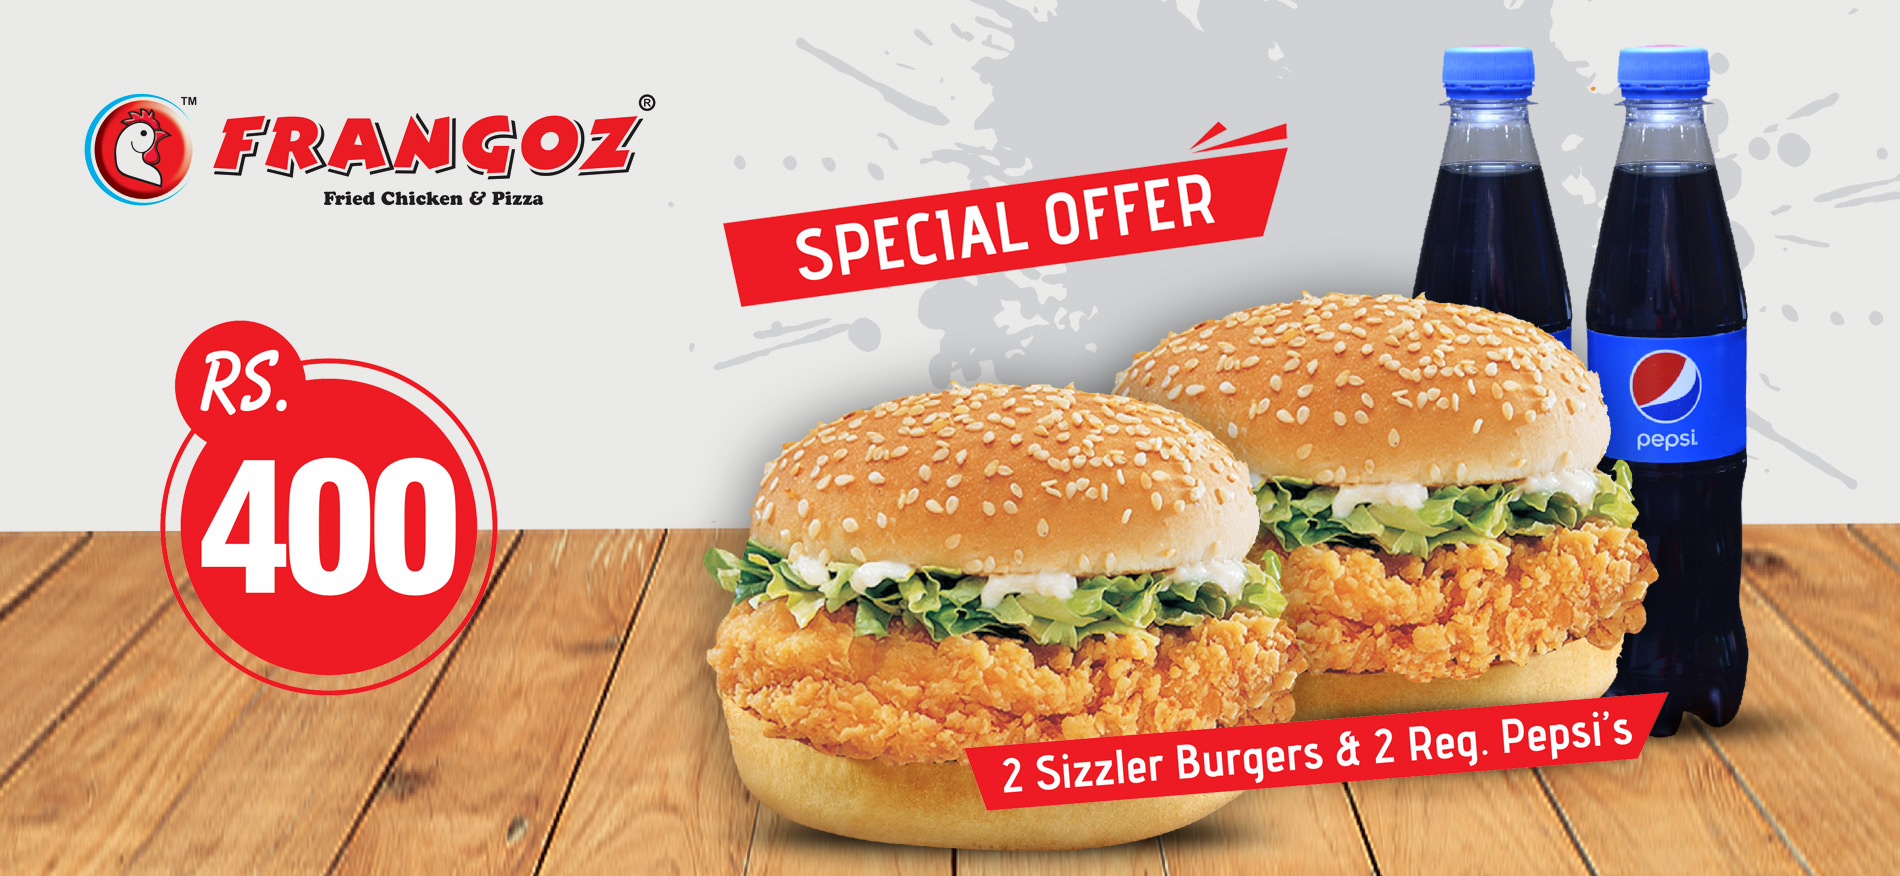 ™
FRANGOZ®
Fried Chicken & Pizza
SPECIAL OFFER
RS.
400
pepsi
2 Sizzler Burgers & 2 Reg. Pepsi's